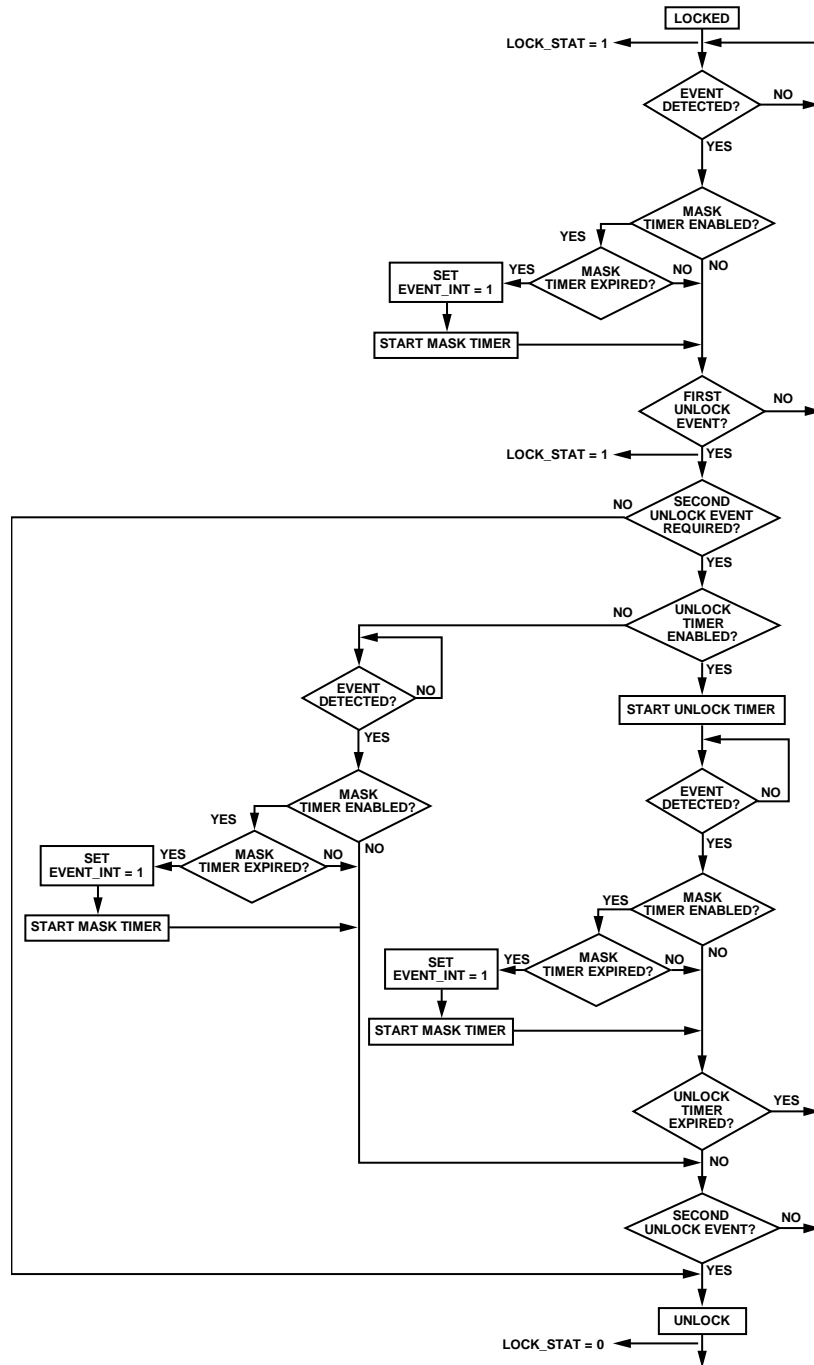 LOCKED
LOCK_STAT = 1
EVENT
DETECTED?
NO
YES
MASK
TIMER ENABLED?
YES
NO
MASK
TIMER EXPIRED?
YES
NO
SET
EVENT_INT = 1
START MASK TIMER
FIRST
UNLOCK
EVENT?
NO
YES
LOCK_STAT = 1
SECOND
UNLOCK EVENT
REQUIRED?
NO
YES
UNLOCK
TIMER
ENABLED?
NO
YES
EVENT
DETECTED?
NO
YES
START UNLOCK TIMER
MASK
TIMER ENABLED?
YES
NO
EVENT
DETECTED?
NO
YES
SET
EVENT_INT = 1
YES
MASK
TIMER EXPIRED?
NO
START MASK TIMER
MASK
TIMER ENABLED?
YES
NO
SET
EVENT_INT = 1
YES
MASK
TIMER EXPIRED?
NO
START MASK TIMER
UNLOCK
TIMER
EXPIRED?
YES
NO
SECOND
UNLOCK EVENT?
NO
YES
UNLOCK
LOCK_STAT = 0